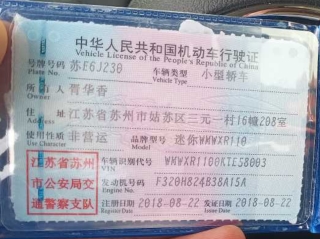 中华人民共和国机动车行驶证
Vehicle License of the People's Republic of China
号牌号码 苏E6J230 车辆类型 小型轿车
Plate No. Vehicle Type
所有人 胥华香
Owner
住址 江苏省苏州市姑苏区三元一村16幢208室
Address
使用性质 非营运 品牌型号 迷你WMWXR110
Use Character Model
江苏省苏州
市公安局交
通警察支队
车辆识别代号 WMWXR1100KTE58003
VIN
发动机号码 F320H824B38A15A
Engine No.
注册日期 2018-08-22 发证日期 2018-08-22
Register Date Issue Date